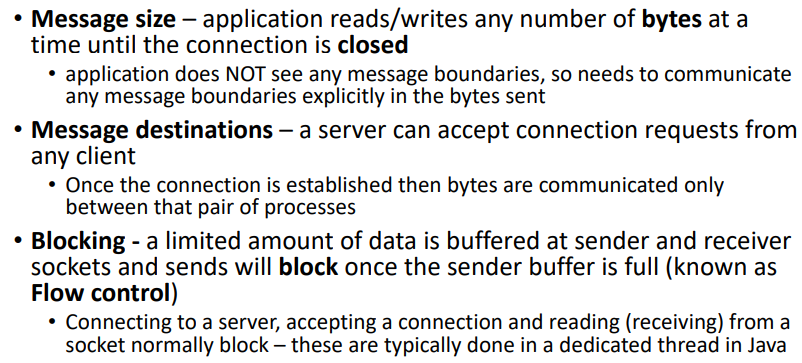 • Message size – application reads/writes any number of bytes at a
time until the connection is closed
• application does NOT see any message boundaries, so needs to communicate
any message boundaries explicitly in the bytes sent
• Message destinations – a server can accept connection requests from
any client
• Once the connection is established then bytes are communicated only
between that pair of processes
• Blocking - a limited amount of data is buffered at sender and receiver
sockets and sends will block once the sender buffer is full (known as
Flow control)
• Connecting to a server, accepting a connection and reading (receiving) from a
socket normally block – these are typically done in a dedicated thread in Java